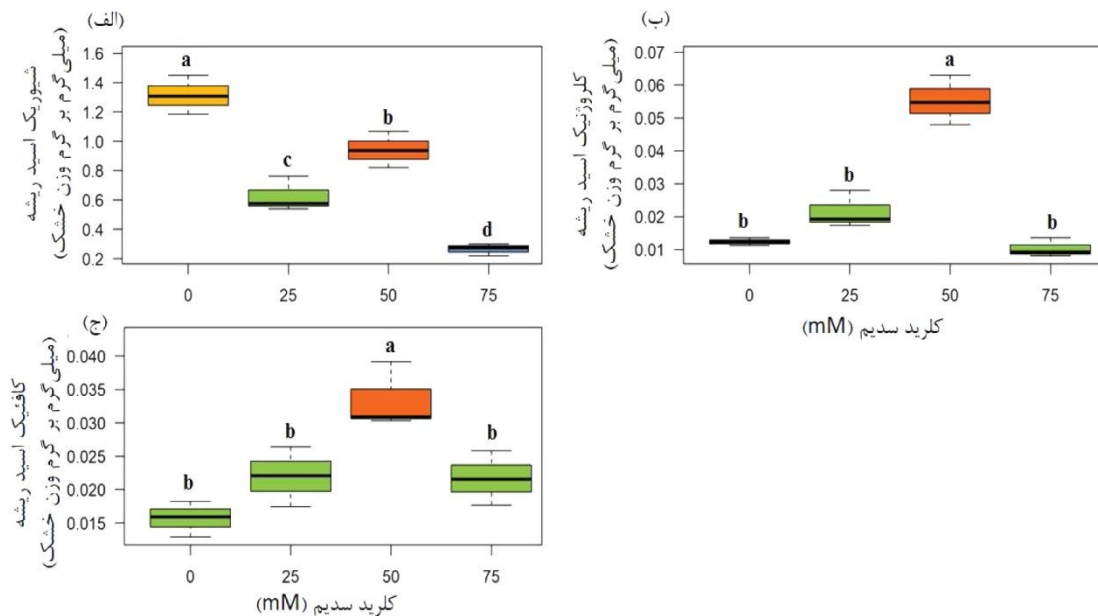 (الف)
شیوریک اسید ریشه
(میلی‌گرم بر گرم وزن خشک)
1.6
1.4
1.2
1.0
0.8
0.6
0.4
0.2
a
c
b
d
0 25 50 75
(ب)
کلروژنیک اسید ریشه
(میلی‌گرم بر گرم وزن خشک)
0.07
0.06
0.05
0.04
0.03
0.02
0.01
b
b
a
b
0 25 50 75
کلرید سدیم (mM)
(ج)
کافئیک اسید ریشه
(میلی‌گرم بر گرم وزن خشک)
0.040
0.035
0.030
0.025
0.020
0.015
b
b
a
b
0 25 50 75
کلرید سدیم (mM)